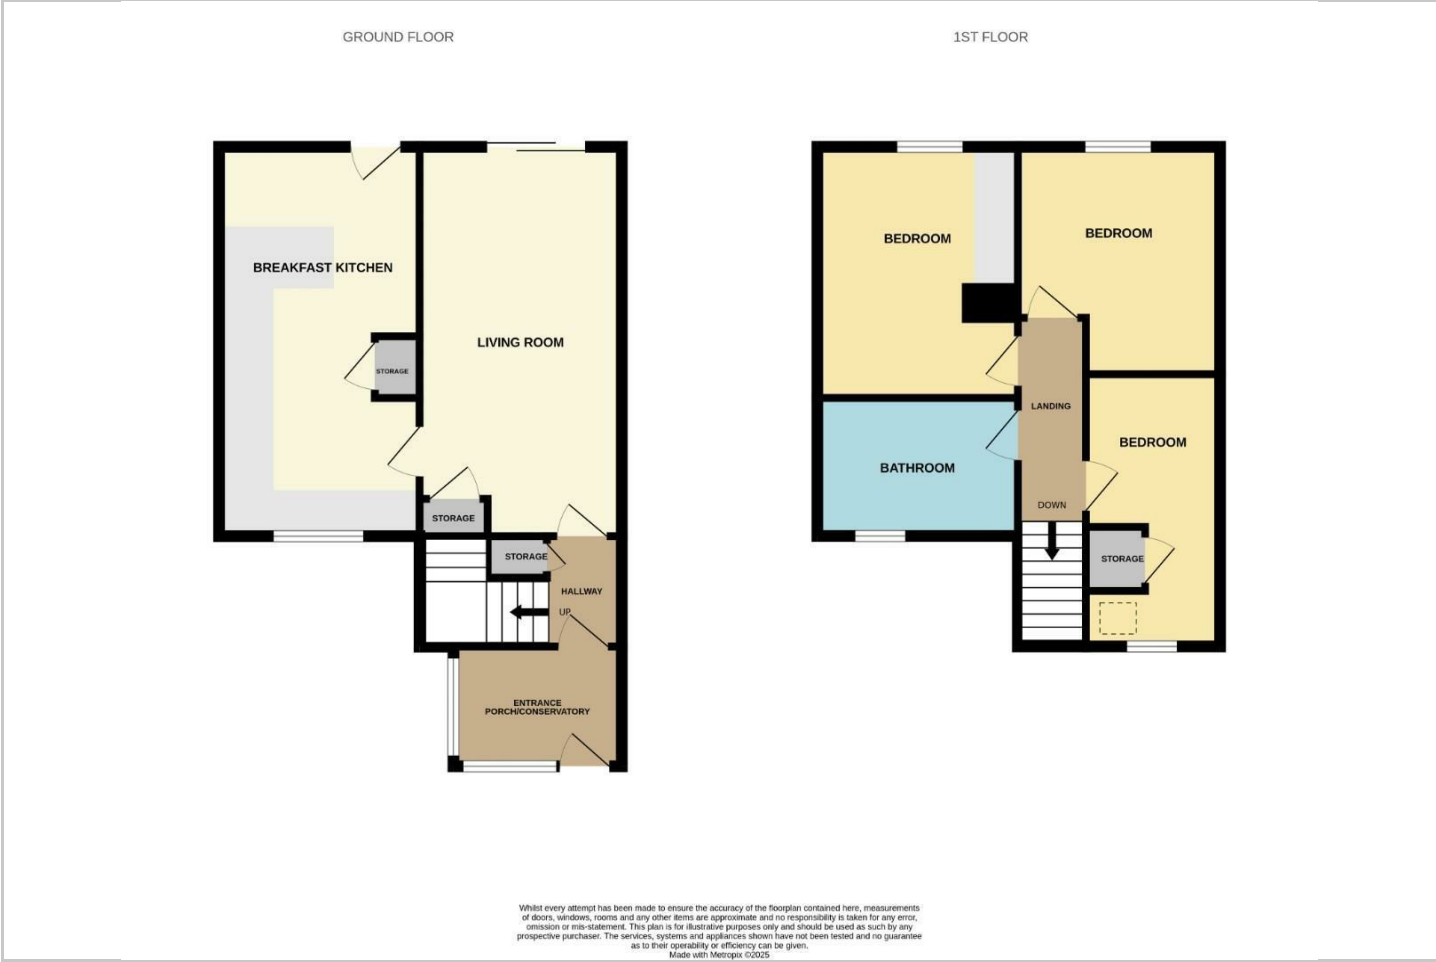 GROUND FLOOR
BREAKFAST KITCHEN
LIVING ROOM
STORAGE
STORAGE
STORAGE
HALLWAY
UP
ENTRANCE
PORCH/CONSERVATORY
1ST FLOOR
BEDROOM
BEDROOM
LANDING
BEDROOM
BATHROOM
DOWN
STORAGE
Whilst every attempt has been made to ensure the accuracy of the floorplan contained here, measurements
of doors, windows, rooms and any other items are approximate and no responsibility is taken for any error,
omission or mis-statement. This plan is for illustrative purposes only and should be used as such by any
prospective purchaser. The services, systems and appliances shown have not been tested and no guarantee
as to their operability or efficiency can be given.
Made with Metropix ©2025